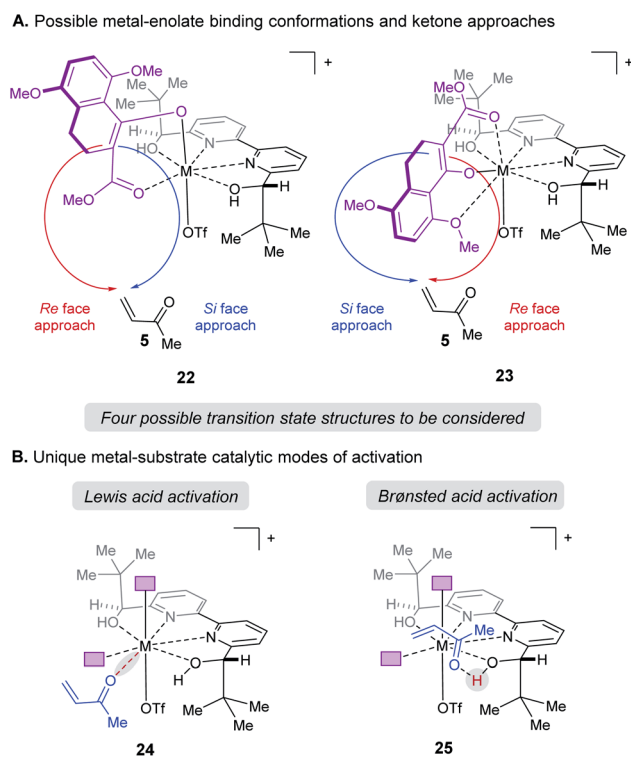 A. Possible metal-enolate binding conformations and ketone approaches
+
OMe
Me
Me
MeO
Me
O
H
HO
N
N
M
O
MeO
O
H
H
OTf
Me
Me
Me
Re face
approach
O
5
Me
Si face
approach
22
+
MeO
Me
Me
Me
O
H
HO
N
N
O
M
MeO
O
Me
O
H
H
OTf
Me
Me
Me
Si face
approach
O
5
Me
Re face
approach
23
Four possible transition state structures to be considered
B. Unique metal-substrate catalytic modes of activation
Lewis acid activation
+
Me
Me
Me
H
HO
N
N
M
O
H
H
O
Me
OTf
Me
Me
Me
24
Brønsted acid activation
+
Me
Me
Me
H
HO
N
Me
N
M
O
O
H
H
OTf
Me
Me
Me
25